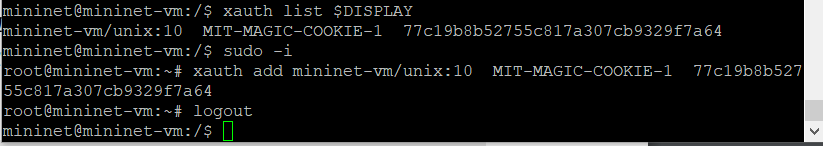 mininet@mininet-vm:/$ xauth list $DISPLAY
mininet-vm/unix:10  MIT-MAGIC-COOKIE-1  77c19b8b52755c817a307cb9329f7a64
mininet@mininet-vm:/$ sudo -i
root@mininet-vm:~# xauth add mininet-vm/unix:10  MIT-MAGIC-COOKIE-1  77c19b8b527
55c817a307cb9329f7a64
root@mininet-vm:~# logout
mininet@mininet-vm:/$